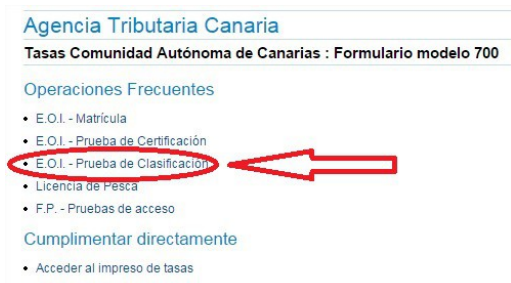 Agencia Tributaria Canaria
Tasas Comunidad Autónoma de Canarias : Formulario modelo 700
Operaciones Frecuentes
E.O.I. - Matrícula
E.O.I. - Prueba de Certificación
E.O.I. - Prueba de Clasificación
Licencia de Pesca
F.P. - Pruebas de acceso
Cumplimentar directamente
Acceder al impreso de tasas